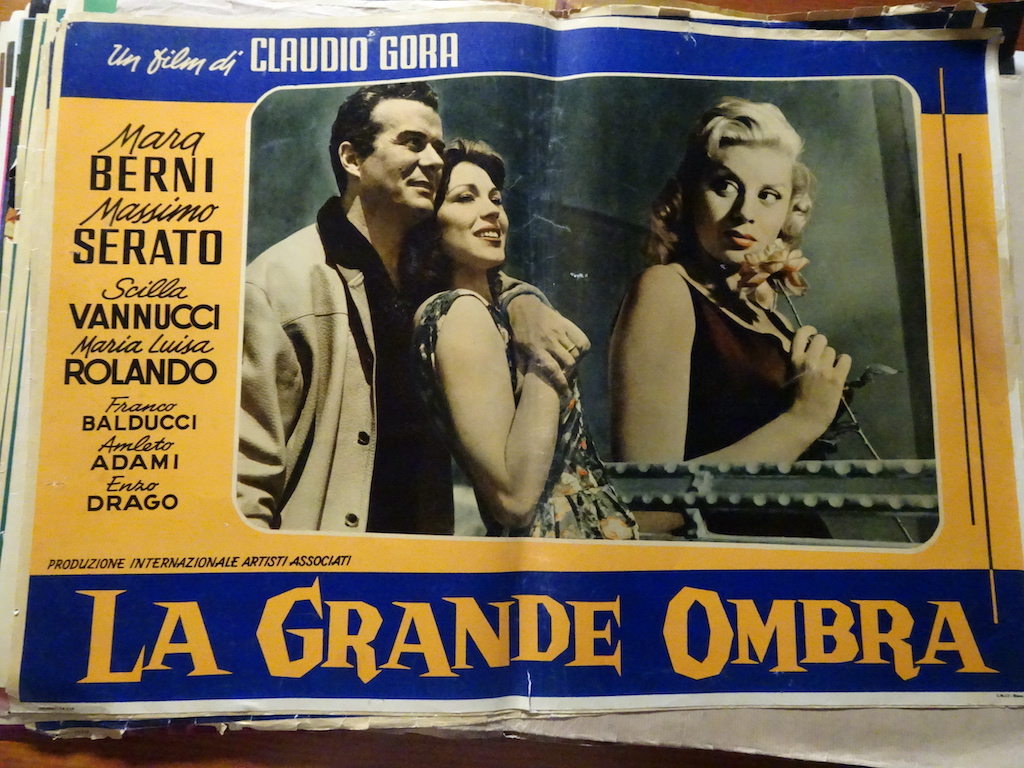 Un film di CLAUDIO GORA
Mara
BERNI
Massimo
SERATO
Scilla
VANNUCCI
Maria Luisa
ROLANDO
Franco
BALDUCCI
Amleto
ADAMI
Enzo
DRAGO
PRODUZIONE INTERNAZIONALE ARTISTI ASSOCIATI
LA GRANDE OMBRA